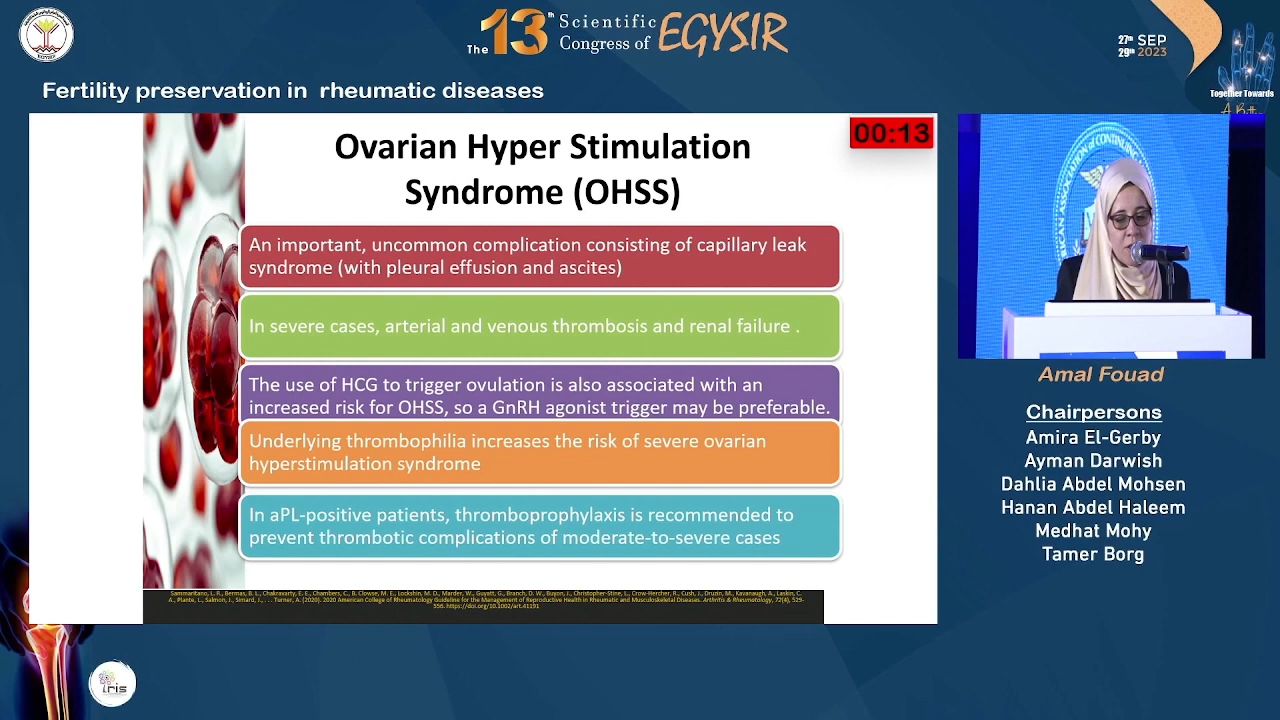 The 13th Scientific Congress of EGYSIR
27th SEP
29th 2023
Together Towards
Fertility preservation in rheumatic diseases
00:13
Ovarian Hyper Stimulation
Syndrome (OHSS)
An important, uncommon complication consisting of capillary leak
syndrome (with pleural effusion and ascites)
In severe cases, arterial and venous thrombosis and renal failure .
The use of HCG to trigger ovulation is also associated with an
increased risk for OHSS, so a GnRH agonist trigger may be preferable.
Underlying thrombophilia increases the risk of severe ovarian
hyperstimulation syndrome
In aPL-positive patients, thromboprophylaxis is recommended to
prevent thrombotic complications of moderate-to-severe cases
Sammaritano, L. R., Bermas, B. L., Chakravarty, E. E., Chambers, C., B. Clowse, M. E., Lockshin, M. D., Marder, W., Guyatt, G., Branch, D. W., Buyon, J., Christopher-Stine, L., Crow-Hercher, R., Cush, J., Druzin, M., Kavanaugh, A., Laskin, C.
A., Plante, L., Salmon, J., Simard, J., . . . Turner, A. (2020). 2020 American College of Rheumatology Guideline for the Management of Reproductive Health in Rheumatic and Musculoskeletal Diseases. Arthritis & Rheumatology, 72(4), 529-
556. https://doi.org/10.1002/art.41191
Amal Fouad
Chairpersons
Amira El-Gerby
Ayman Darwish
Dahlia Abdel Mohsen
Hanan Abdel Haleem
Medhat Mohy
Tamer Borg
iris